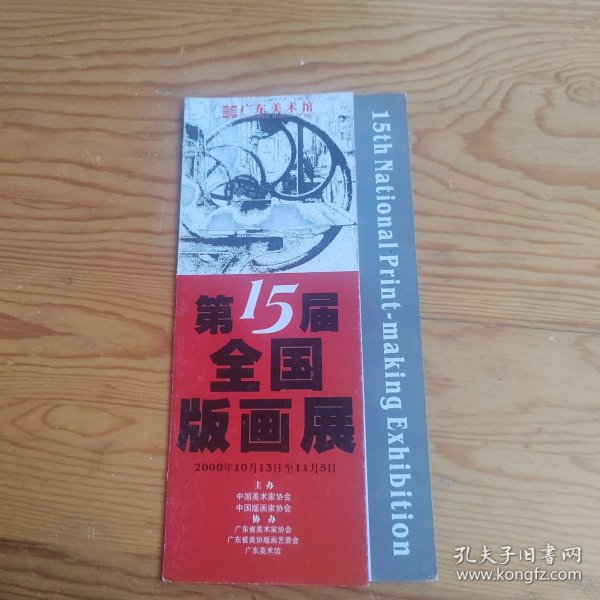 广东美术馆
第15届
全国
版画展
2000年10月13日至11月5日
主办
中国美术家协会
中国版画家协会
协办
广东省美术家协会
广东省美协版画艺委会
广东美术馆
15th National Print-making Exhibition
孔夫子旧书网
www.kongfz.com